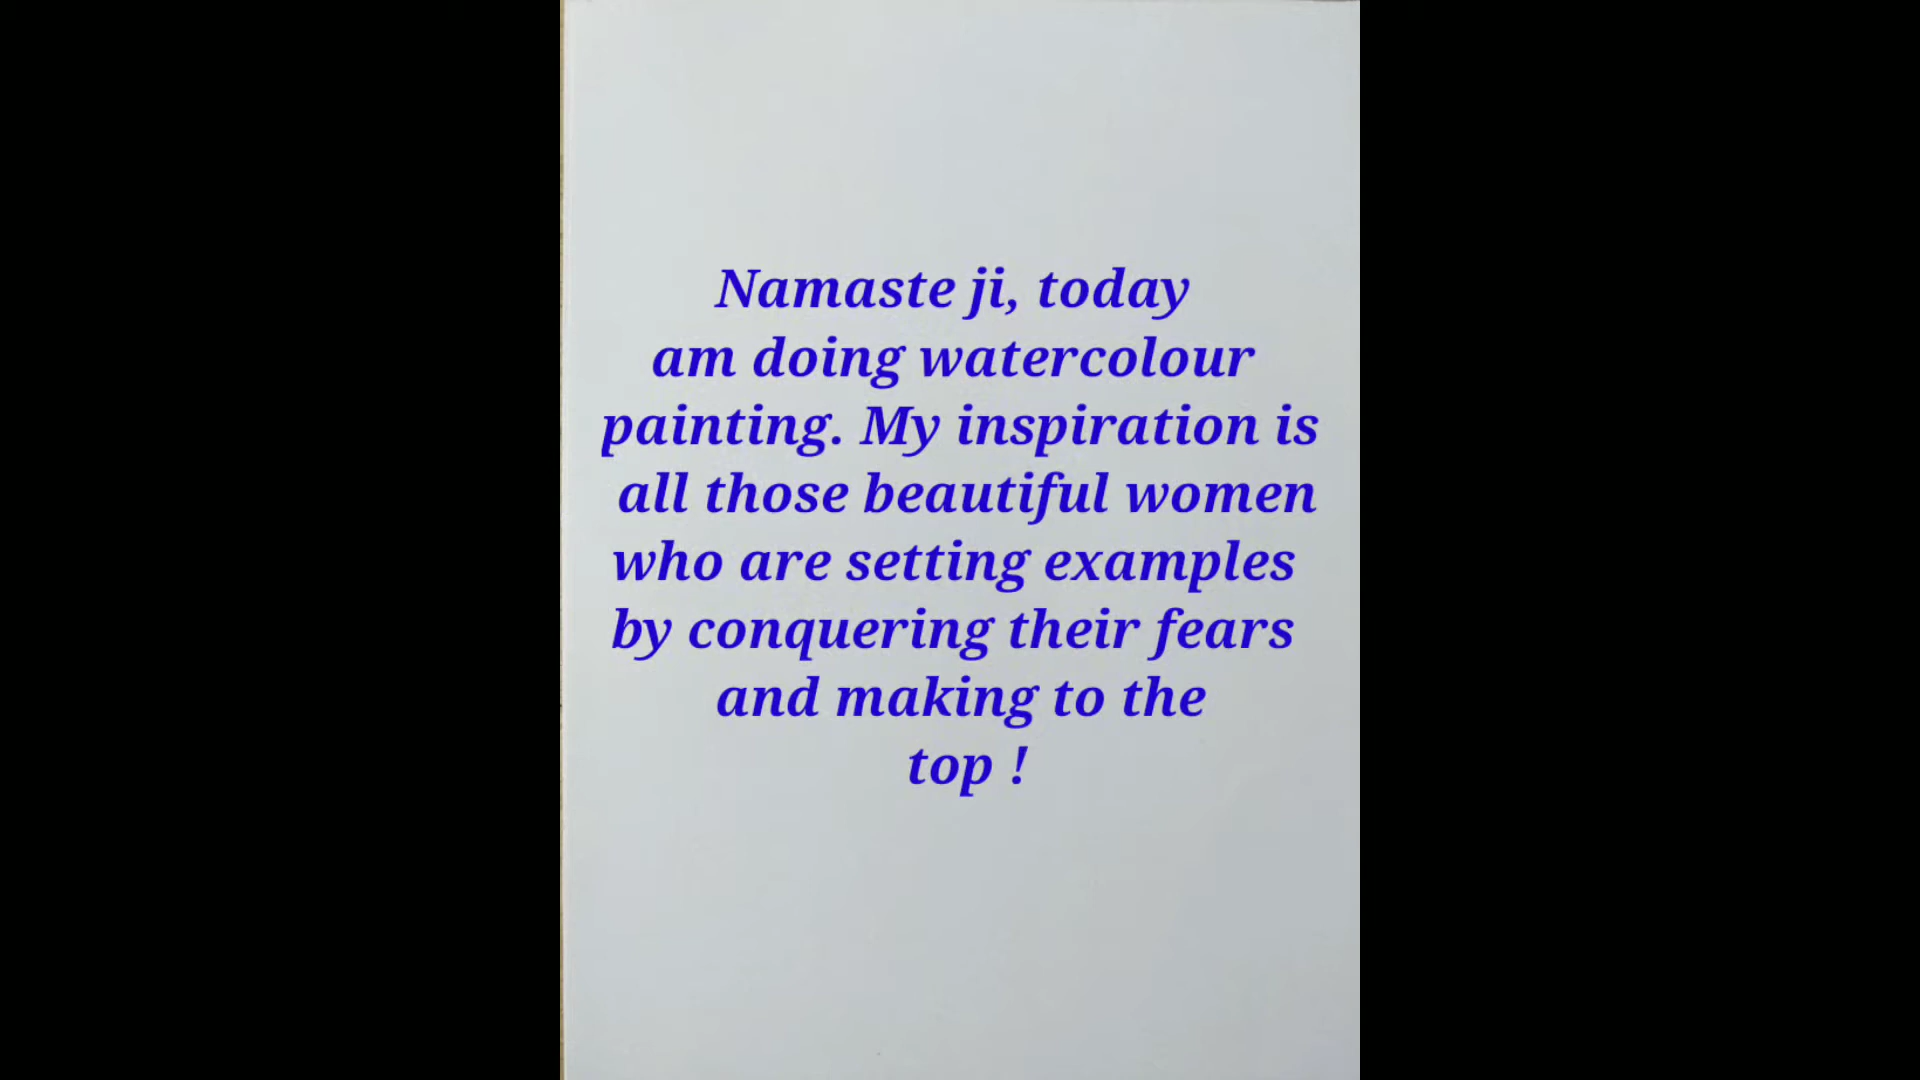 Namaste ji, today
am doing watercolour
painting. My inspiration is
all those beautiful women
who are setting examples
by conquering their fears
and making to the
top !